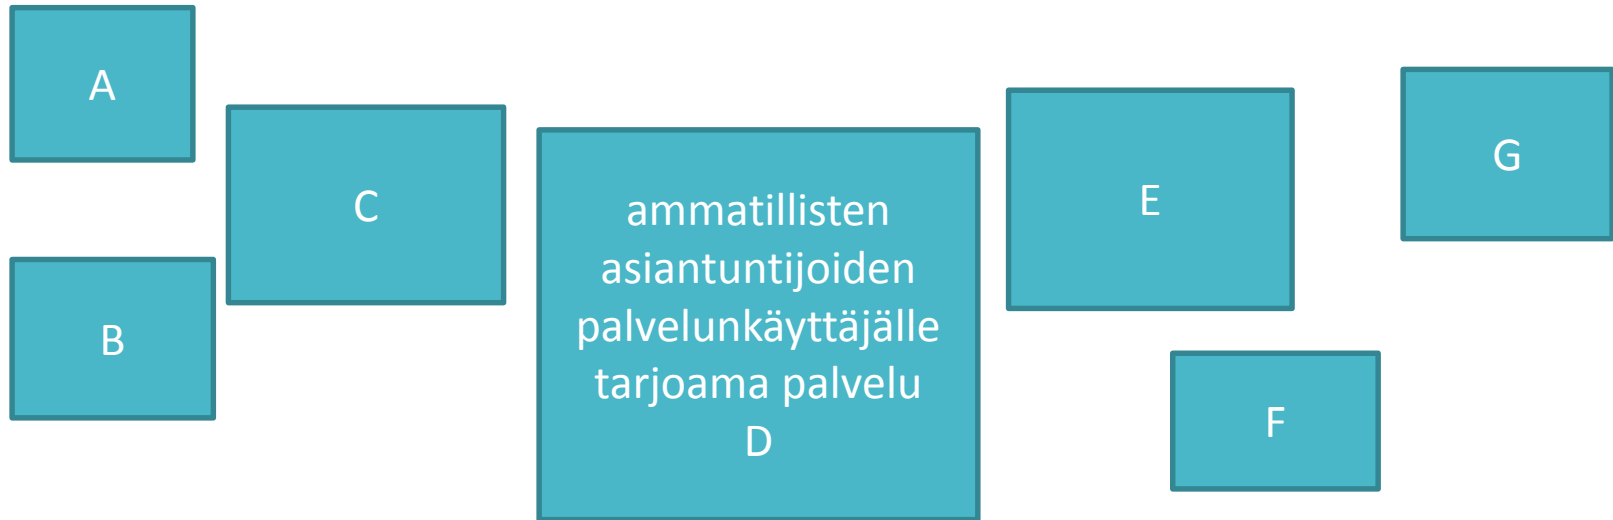 A
B
C
ammatillisten
asiantuntijoiden
palvelunkäyttäjälle
tarjoama palvelu
D
E
F
G